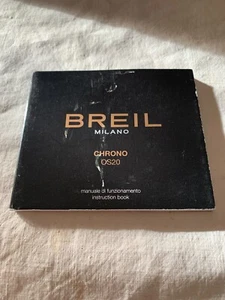 BREIL
MILANO
CHRONO
OS20
manuale di funzionamento
instruction book